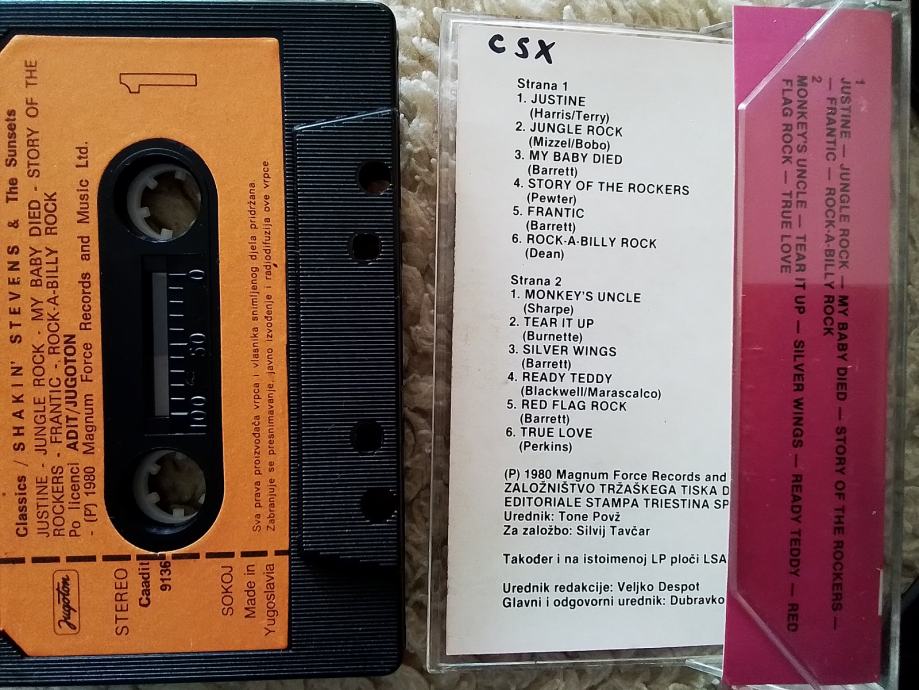 Classics / SHAKIN' STEVENS & The Sunsets
JUSTINE - JUNGLE ROCK - MY BABY DIED - STORY OF THE
ROCKERS - FRANTIC - ROCK-A-BILLY ROCK
Po licenci ADIT/JUGOTON
- (P) 1980 Magnum Force Records and Music Ltd.
1
0
50
100
Sva prava proizvođača vrpca i vlasnika snimljenog djela pridržana.
Zabranjuje se presnimavanje, javno izvođenje i radiodifuzija ove vrpce
Jugoton
STEREO
Caadit
9136
SOKOJ
Made in
Yugoslavia
CSX
Strana 1
1. JUSTINE
(Harris/Terry)
2. JUNGLE ROCK
(Mizzel/Bobo)
3. MY BABY DIED
(Barrett)
4. STORY OF THE ROCKERS
(Pewter)
5. FRANTIC
(Barrett)
6. ROCK-A-BILLY ROCK
(Dean)
Strana 2
1. MONKEY'S UNCLE
(Sharpe)
2. TEAR IT UP
(Burnette)
3. SILVER WINGS
(Barrett)
4. READY TEDDY
(Blackwell/Marascalco)
5. RED FLAG ROCK
(Barrett)
6. TRUE LOVE
(Perkins)
(P) 1980 Magnum Force Records and
ZALOŽNIŠTVO TRŽAŠKEGA TISKA D
EDITORIALE STAMPA TRIESTINA SP
Urednik: Tone Povž
Za založbo: Silvij Tavčar
Također i na istoimenoj LP ploči LSA
Urednik redakcije: Veljko Despot
Glavni i odgovorni urednik: Dubravko
1
JUSTINE — JUNGLE ROCK — MY BABY DIED — STORY OF THE ROCKERS —
— FRANTIC — ROCK-A-BILLY ROCK
2
MONKEY'S UNCLE — TEAR IT UP — SILVER WINGS — READY TEDDY — RED
FLAG ROCK — TRUE LOVE